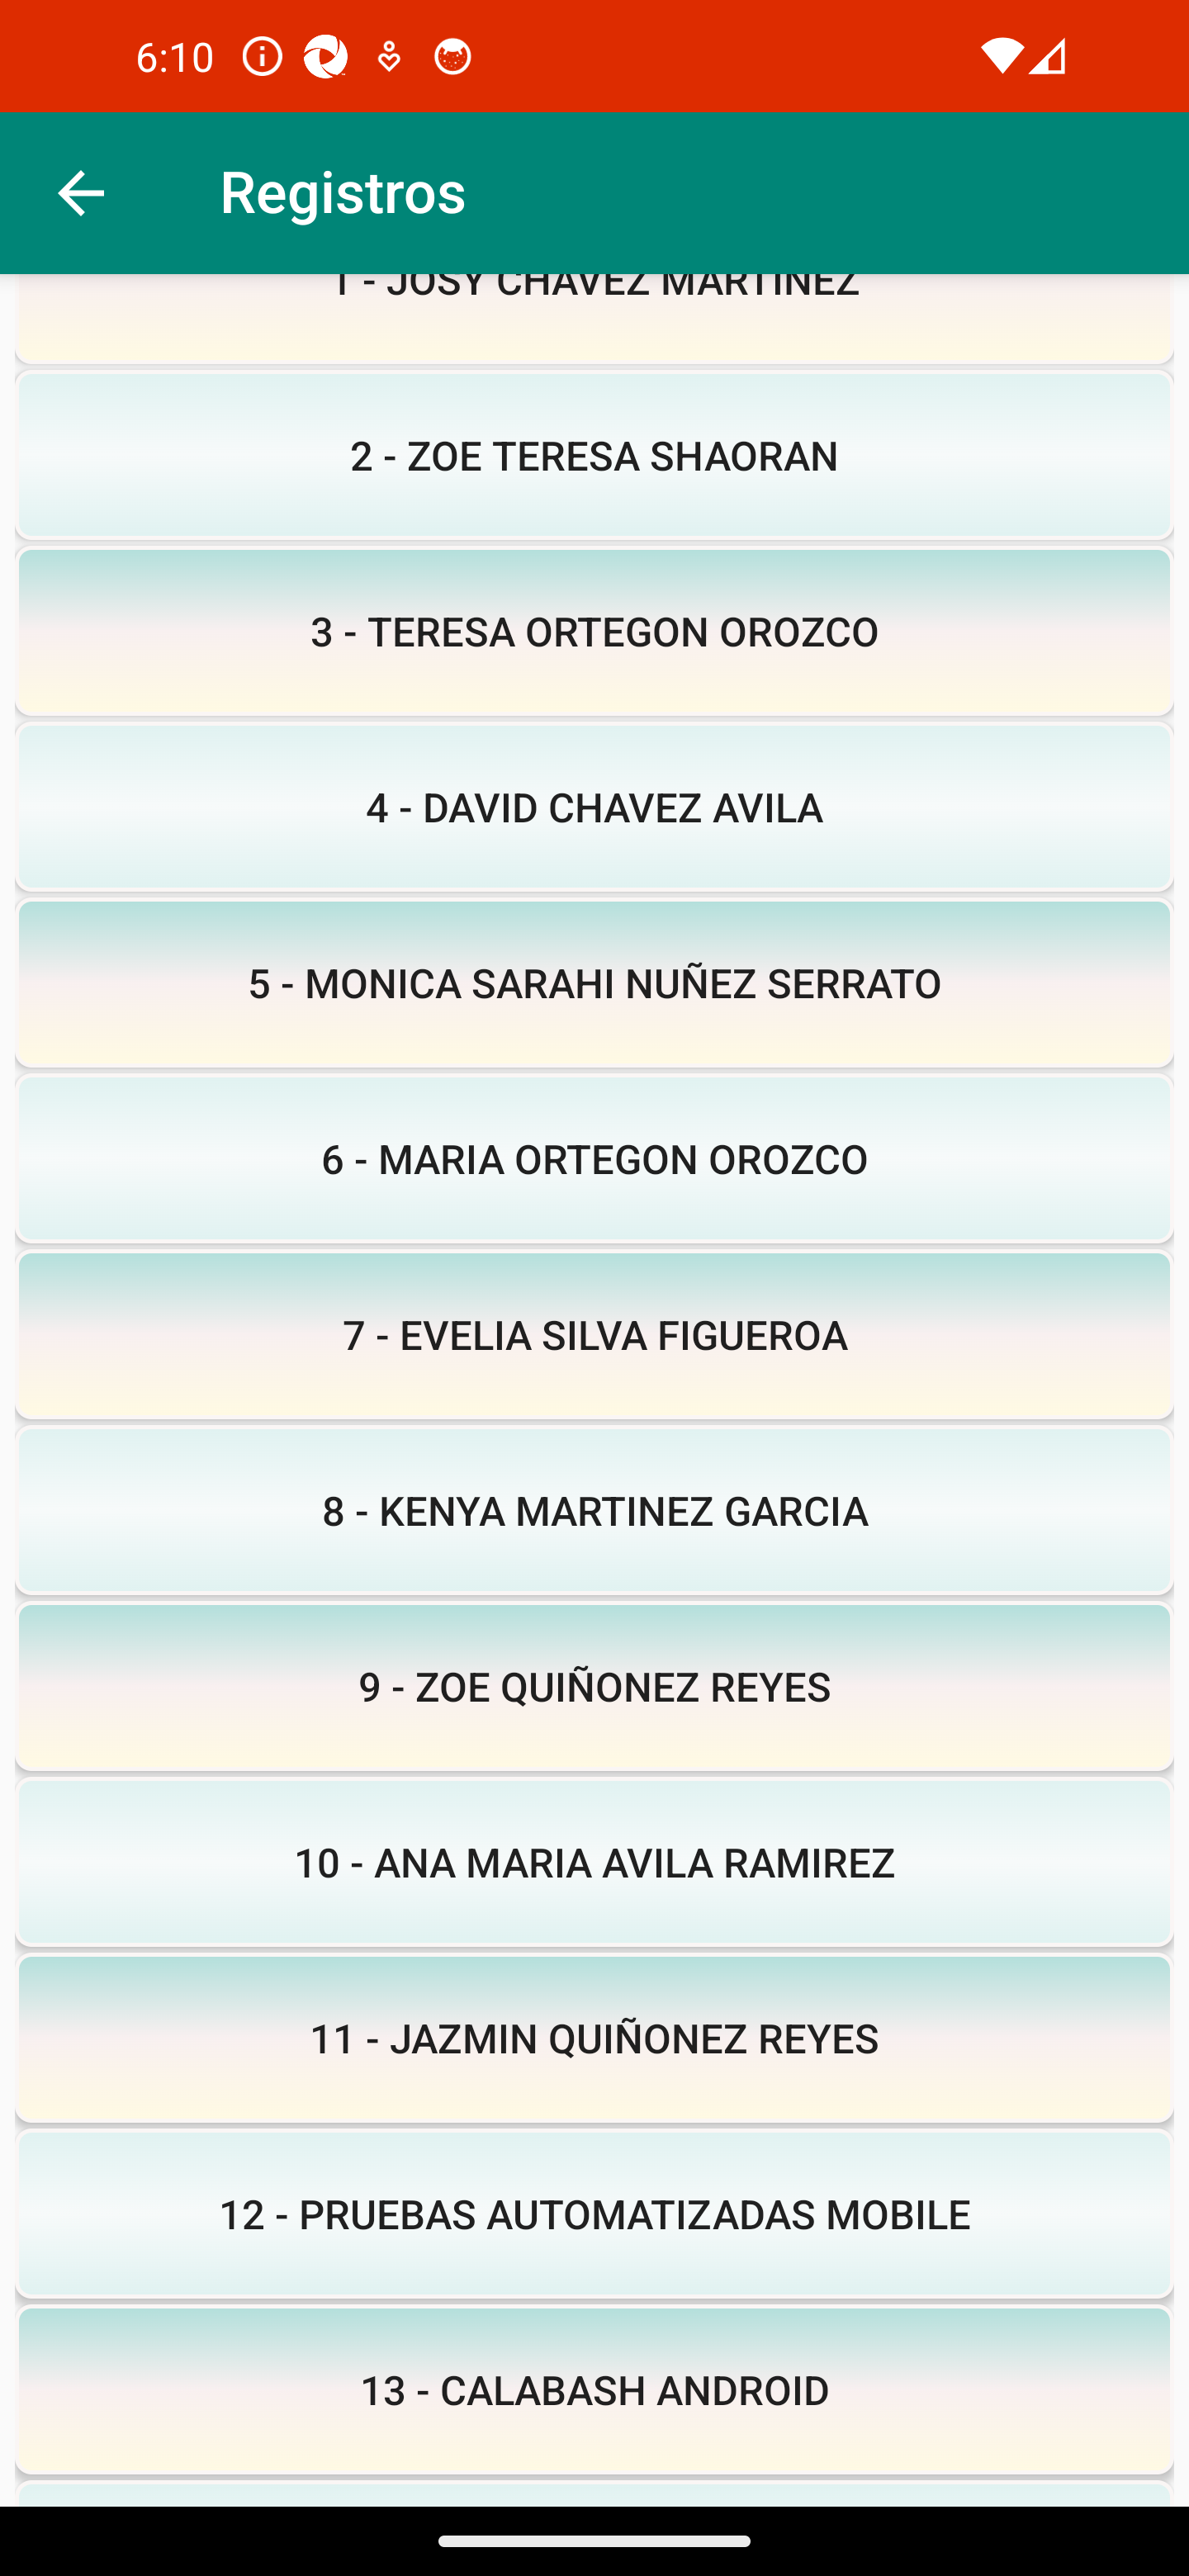 6:10
Registros
1 - JOSY CHAVEZ MARTINEZ
2 - ZOE TERESA SHAORAN
3 - TERESA ORTEGON OROZCO
4 - DAVID CHAVEZ AVILA
5 - MONICA SARAHI NUÑEZ SERRATO
6 - MARIA ORTEGON OROZCO
7 - EVELIA SILVA FIGUEROA
8 - KENYA MARTINEZ GARCIA
9 - ZOE QUIÑONEZ REYES
10 - ANA MARIA AVILA RAMIREZ
11 - JAZMIN QUIÑONEZ REYES
12 - PRUEBAS AUTOMATIZADAS MOBILE
13 - CALABASH ANDROID